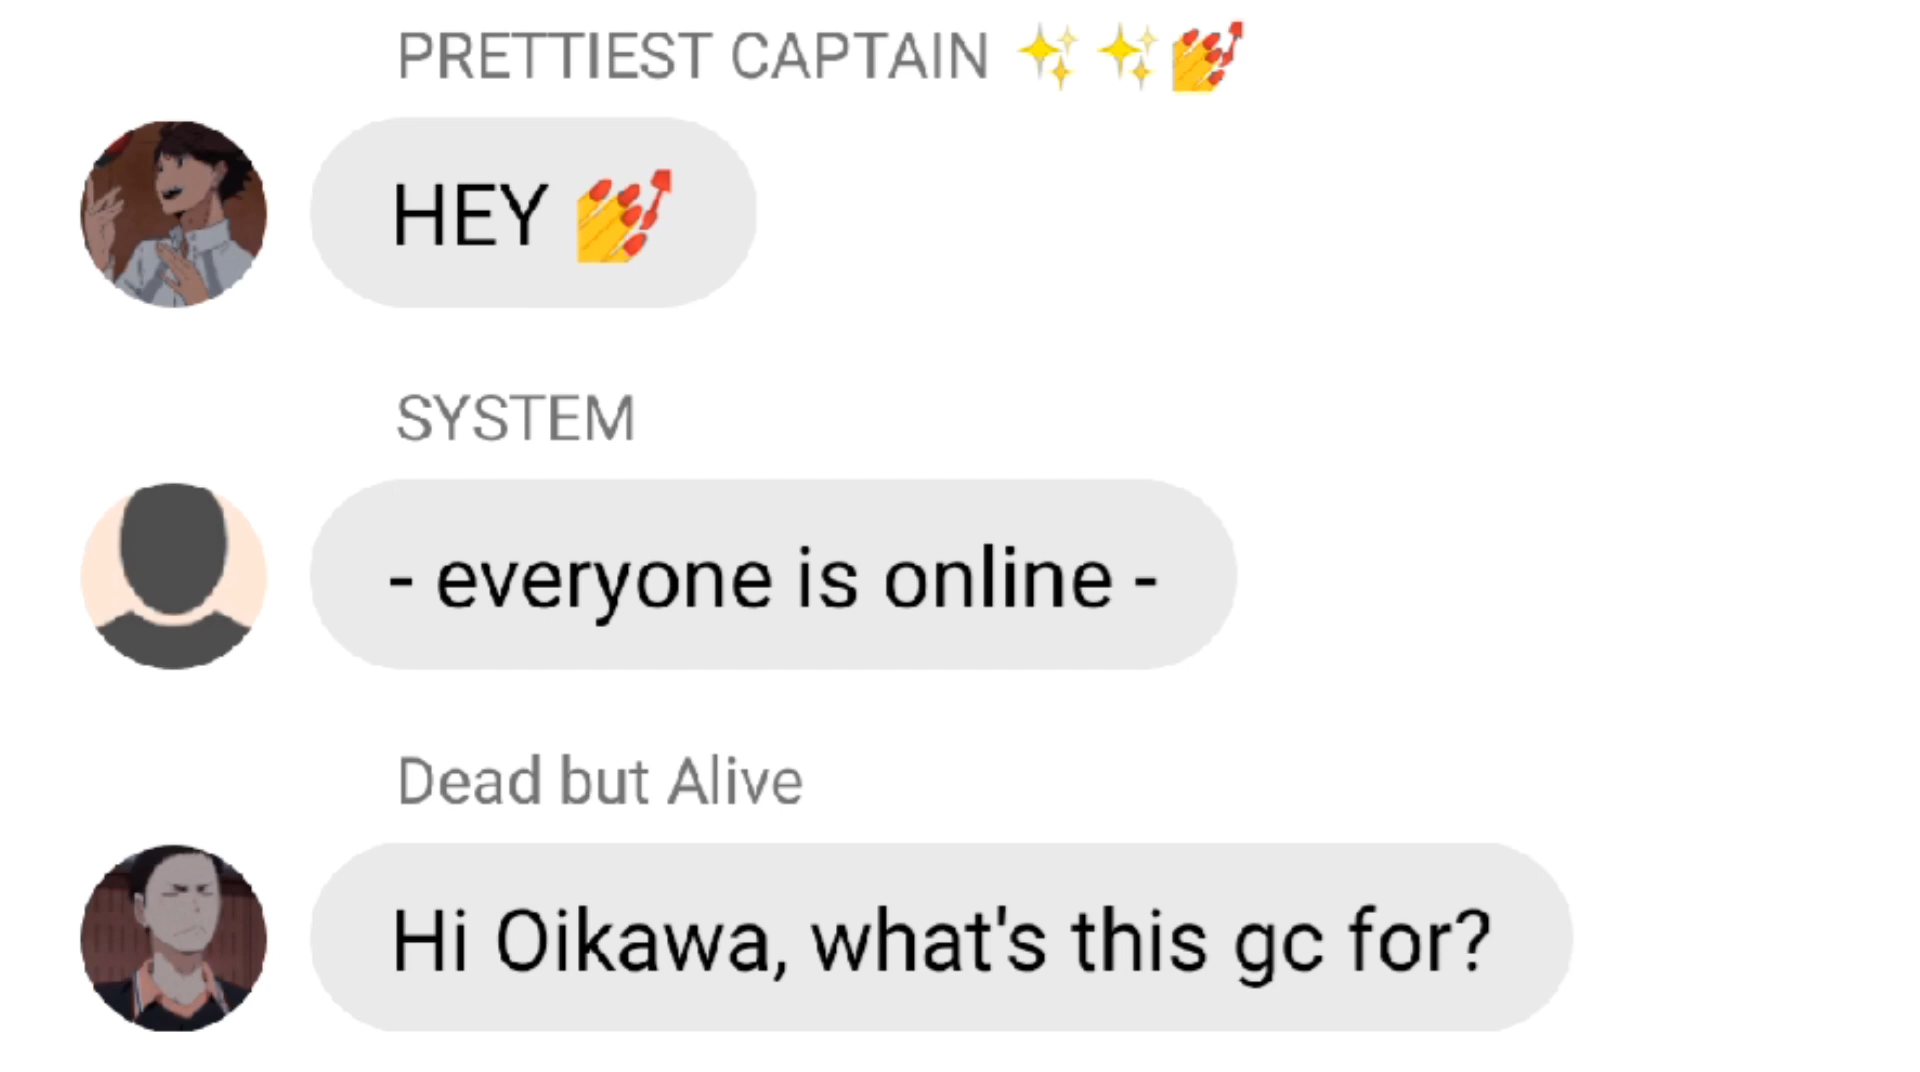 PRETTIEST CAPTAIN ✨✨💅
HEY 💅
SYSTEM
- everyone is online -
Dead but Alive
Hi Oikawa, what's this gc for?